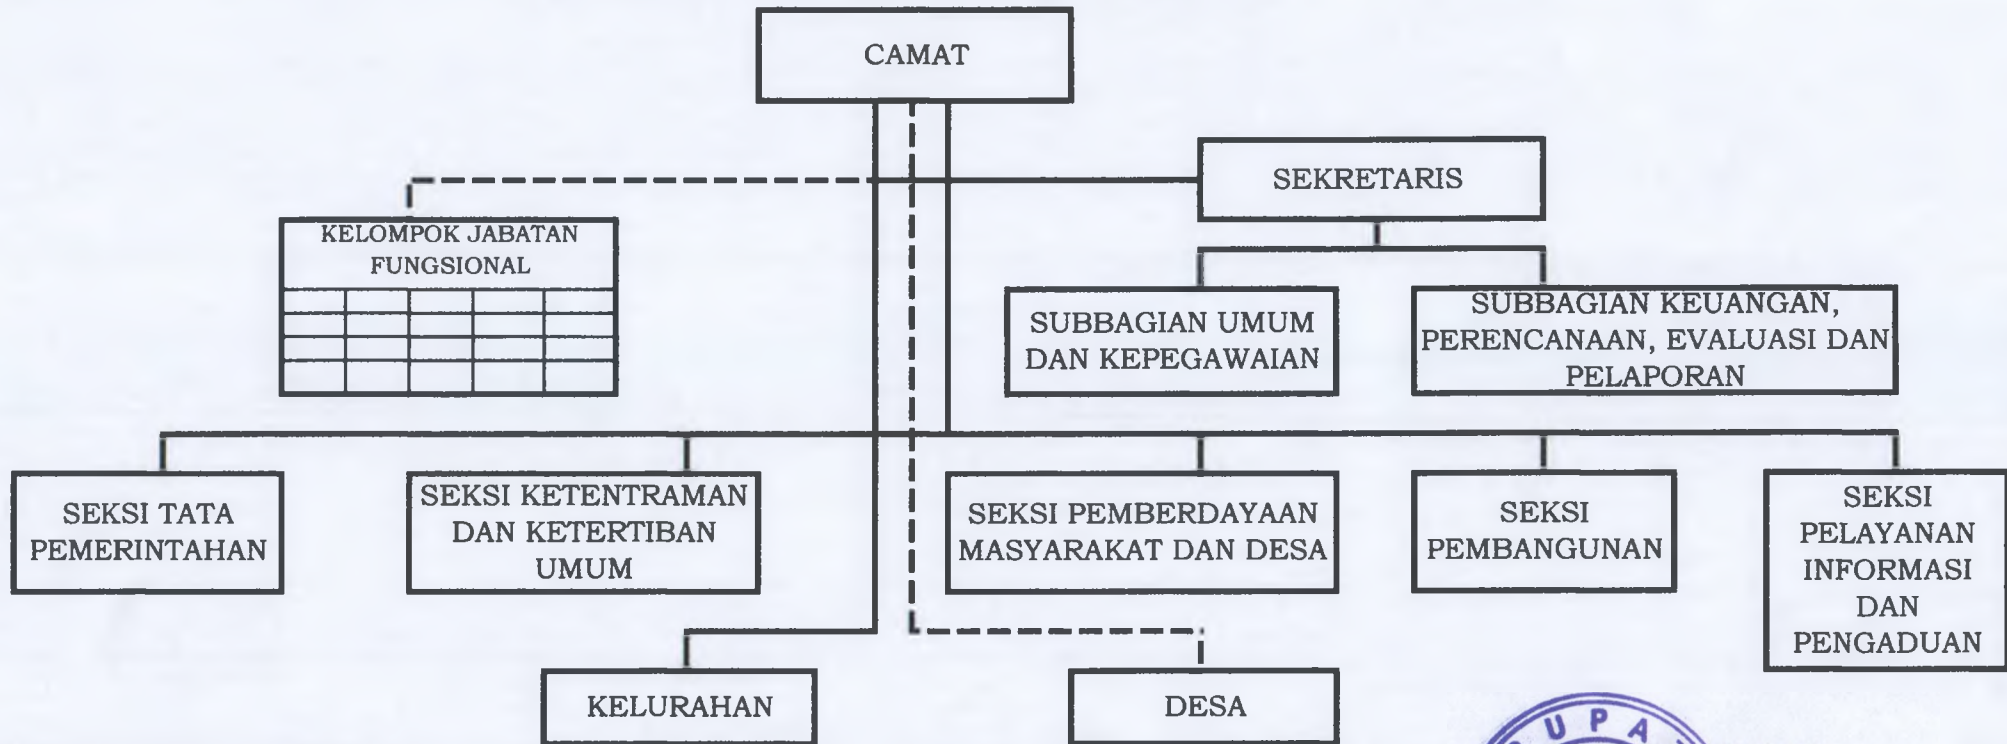 CAMAT
SEKRETARIS
KELOMPOK JABATAN
FUNGSIONAL
SUBBAGIAN UMUM
DAN KEPEGAWAIAN
SUBBAGIAN KEUANGAN,
PERENCANAAN, EVALUASI DAN
PELAPORAN
SEKSI TATA
PEMERINTAHAN
SEKSI KETENTRAMAN
DAN KETERTIBAN
UMUM
SEKSI PEMBERDAYAAN
MASYARAKAT DAN DESA
SEKSI
PEMBANGUNAN
SEKSI
PELAYANAN
INFORMASI
DAN
PENGADUAN
KELURAHAN
DESA